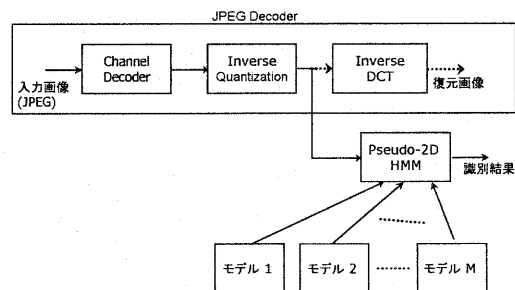 JPEG Decoder
Channel
Decoder
Inverse
Quantization
Inverse
DCT
入力画像
(JPEG)
復元画像
Pseudo-2D
HMM
識別結果
モデル 1
モデル 2
モデル M